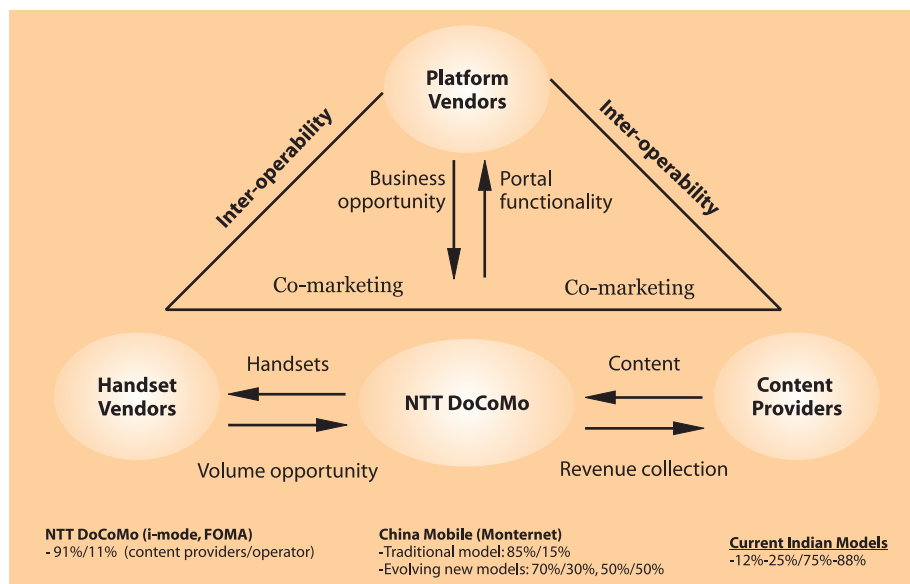 Platform
Vendors
Inter-operability
Inter-operability
Business
opportunity
Portal
functionality
Co-marketing
Co-marketing
Handset
Vendors
Handsets
Volume opportunity
NTT DoCoMo
Content
Revenue collection
Content
Providers
NTT DoCoMo (i-mode, FOMA)
- 91%/11% (content providers/operator)
China Mobile (Monternet)
-Traditional model: 85%/15%
-Evolving new models: 70%/30%, 50%/50%
Current Indian Models
-12%-25%/75%-88%